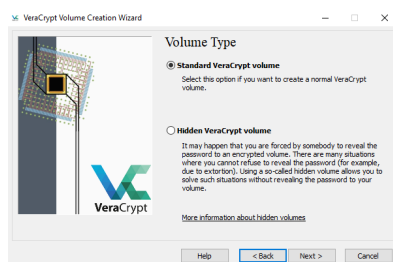 VeraCrypt Volume Creation Wizard
Volume Type
Standard VeraCrypt volume
Select this option if you want to create a normal VeraCrypt
volume.
Hidden VeraCrypt volume
It may happen that you are forced by somebody to reveal the
password to an encrypted volume. There are many situations
where you cannot refuse to reveal the password (for example,
due to extortion). Using a so-called hidden volume allows you to
solve such situations without revealing the password to your
volume.
More information about hidden volumes
VeraCrypt
Help
< Back
Next >
Cancel